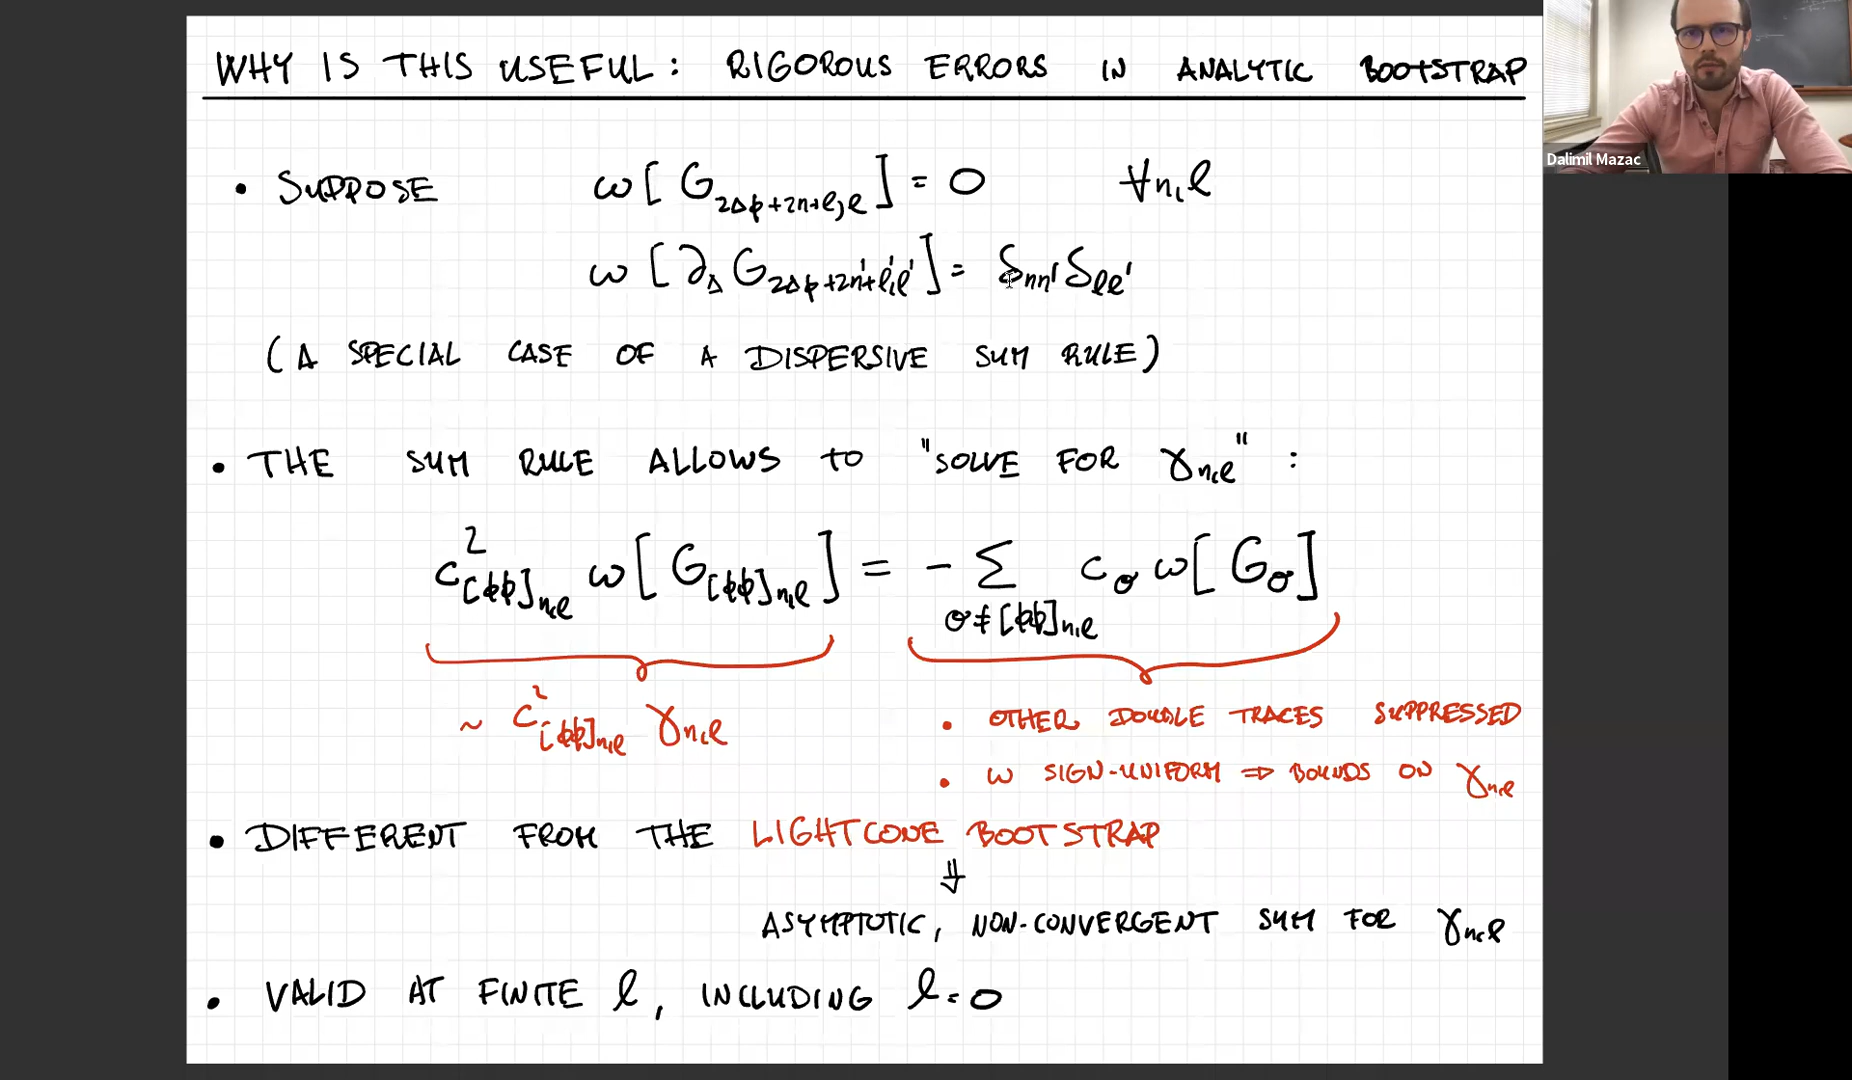 WHY IS THIS USEFUL: RIGOROUS ERRORS IN ANALYTIC BOOTSTRAP
Dalimil Mazac
• SUPPOSE ω[G_{2Δϕ+2n+ℓ,ℓ}] = 0 ∀n,ℓ
ω[∂_Δ G_{2Δϕ+2n'+ℓ',ℓ'}] = δ_{nn'} δ_{ℓℓ'}
(A SPECIAL CASE OF A DISPERSIVE SUM RULE)
• THE SUM RULE ALLOWS TO "SOLVE FOR γ_{n,ℓ}" :
c²_{[ϕϕ]_{n,ℓ}} ω[G_{[ϕϕ]_{n,ℓ}}] = - ∑_{O≠[ϕϕ]_{n,ℓ}} c_O ω[G_O]
~ c²_{[ϕϕ]_{n,ℓ}} γ_{n,ℓ}
• OTHER DOUBLE TRACES SUPPRESSED
• ω SIGN-UNIFORM ⇒ BOUNDS ON γ_{n,ℓ}
• DIFFERENT FROM THE LIGHTCONE BOOTSTRAP
⇓
ASYMPTOTIC, NON-CONVERGENT SUM FOR γ_{n,ℓ}
• VALID AT FINITE ℓ, INCLUDING ℓ=0